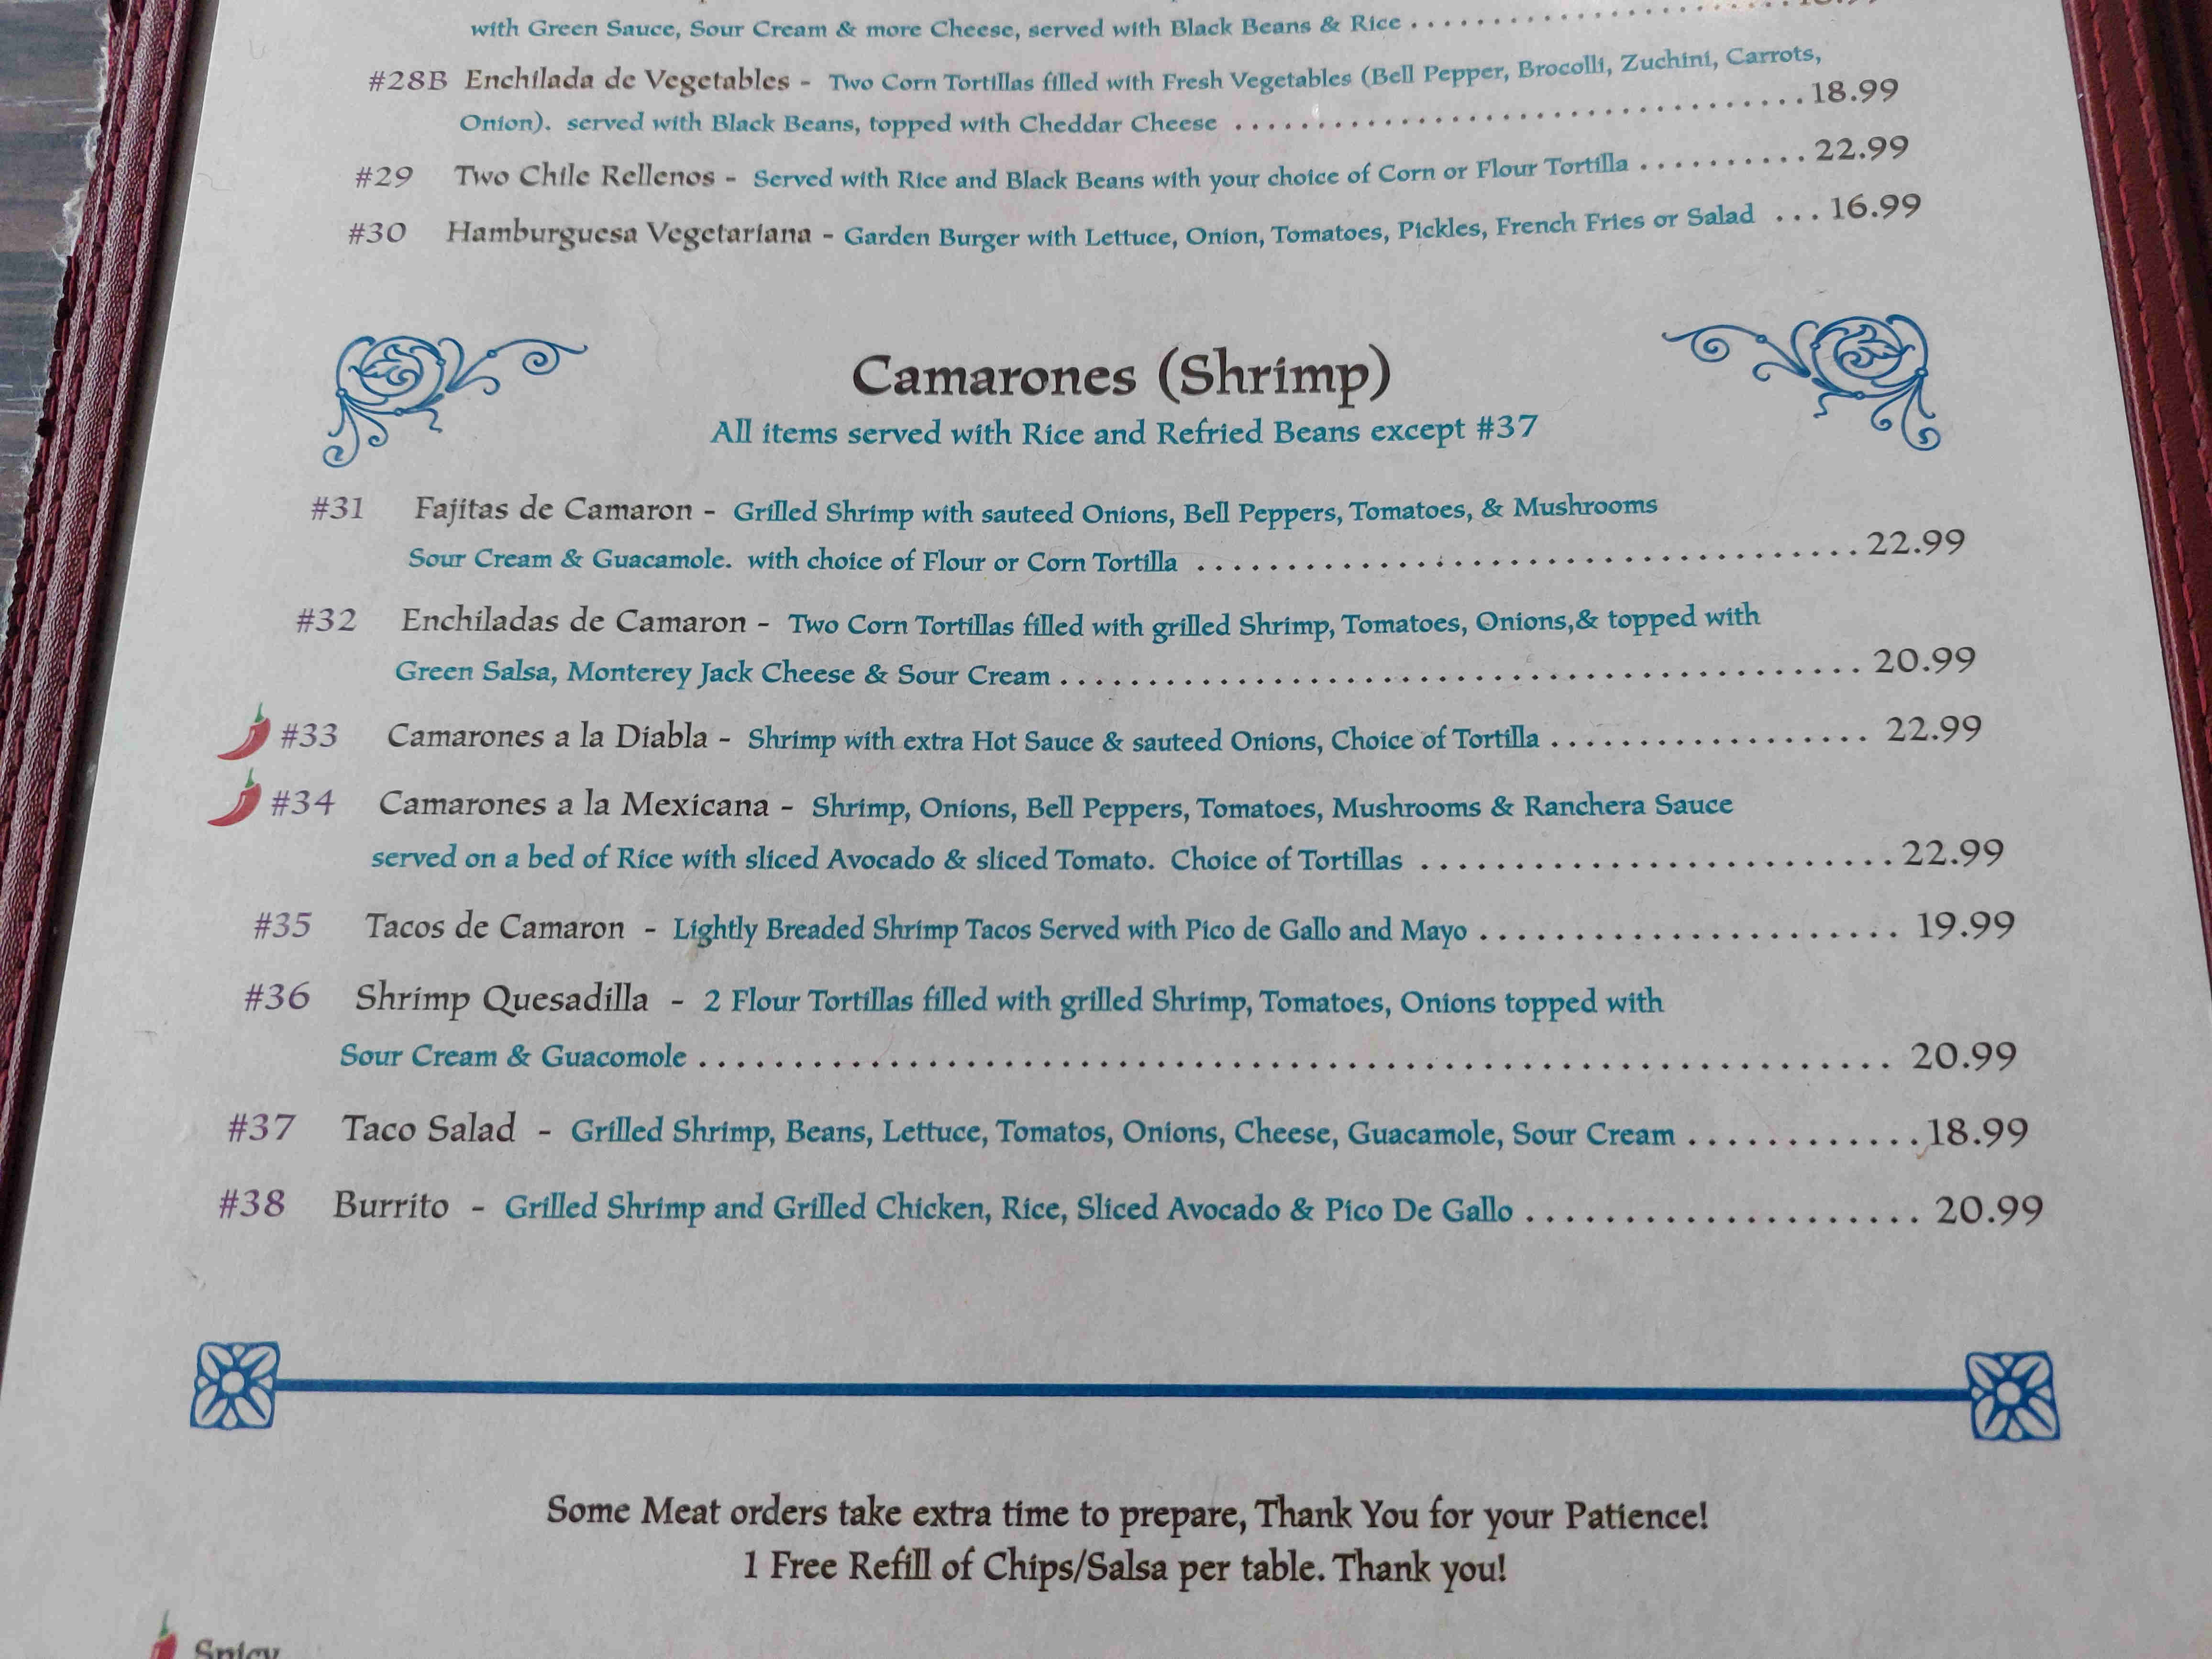 with Green Sauce, Sour Cream & more Cheese, served with Black Beans & Rice
#28B Enchilada de Vegetables - Two Corn Tortillas filled with Fresh Vegetables (Bell Pepper, Brocolli, Zuchini, Carrots,
Onion). served with Black Beans, topped with Cheddar Cheese . . . . . . . . . . 18.99
#29 Two Chile Rellenos - Served with Rice and Black Beans with your choice of Corn or Flour Tortilla . . . . . . . . . . 22.99
#30 Hamburguesa Vegetariana - Garden Burger with Lettuce, Onion, Tomatoes, Pickles, French Fries or Salad . . . 16.99
Camarones (Shrimp)
All items served with Rice and Refried Beans except #37
#31 Fajitas de Camaron - Grilled Shrimp with sauteed Onions, Bell Peppers, Tomatoes, & Mushrooms
Sour Cream & Guacamole. with choice of Flour or Corn Tortilla . . . . . . . . . . 22.99
#32 Enchiladas de Camaron - Two Corn Tortillas filled with grilled Shrimp, Tomatoes, Onions,& topped with
Green Salsa, Monterey Jack Cheese & Sour Cream . . . . . . . . . . 20.99
#33 Camarones a la Diabla - Shrimp with extra Hot Sauce & sauteed Onions, Choice of Tortilla . . . . . . . . . . 22.99
#34 Camarones a la Mexicana - Shrimp, Onions, Bell Peppers, Tomatoes, Mushrooms & Ranchera Sauce
served on a bed of Rice with sliced Avocado & sliced Tomato. Choice of Tortillas . . . . . . . . . . 22.99
#35 Tacos de Camaron - Lightly Breaded Shrimp Tacos Served with Pico de Gallo and Mayo . . . . . . . . . . 19.99
#36 Shrimp Quesadilla - 2 Flour Tortillas filled with grilled Shrimp, Tomatoes, Onions topped with
Sour Cream & Guacomole . . . . . . . . . . 20.99
#37 Taco Salad - Grilled Shrimp, Beans, Lettuce, Tomatos, Onions, Cheese, Guacamole, Sour Cream . . . . . . . . . . 18.99
#38 Burrito - Grilled Shrimp and Grilled Chicken, Rice, Sliced Avocado & Pico De Gallo . . . . . . . . . . 20.99
Some Meat orders take extra time to prepare, Thank You for your Patience!
1 Free Refill of Chips/Salsa per table. Thank you!
Spicy